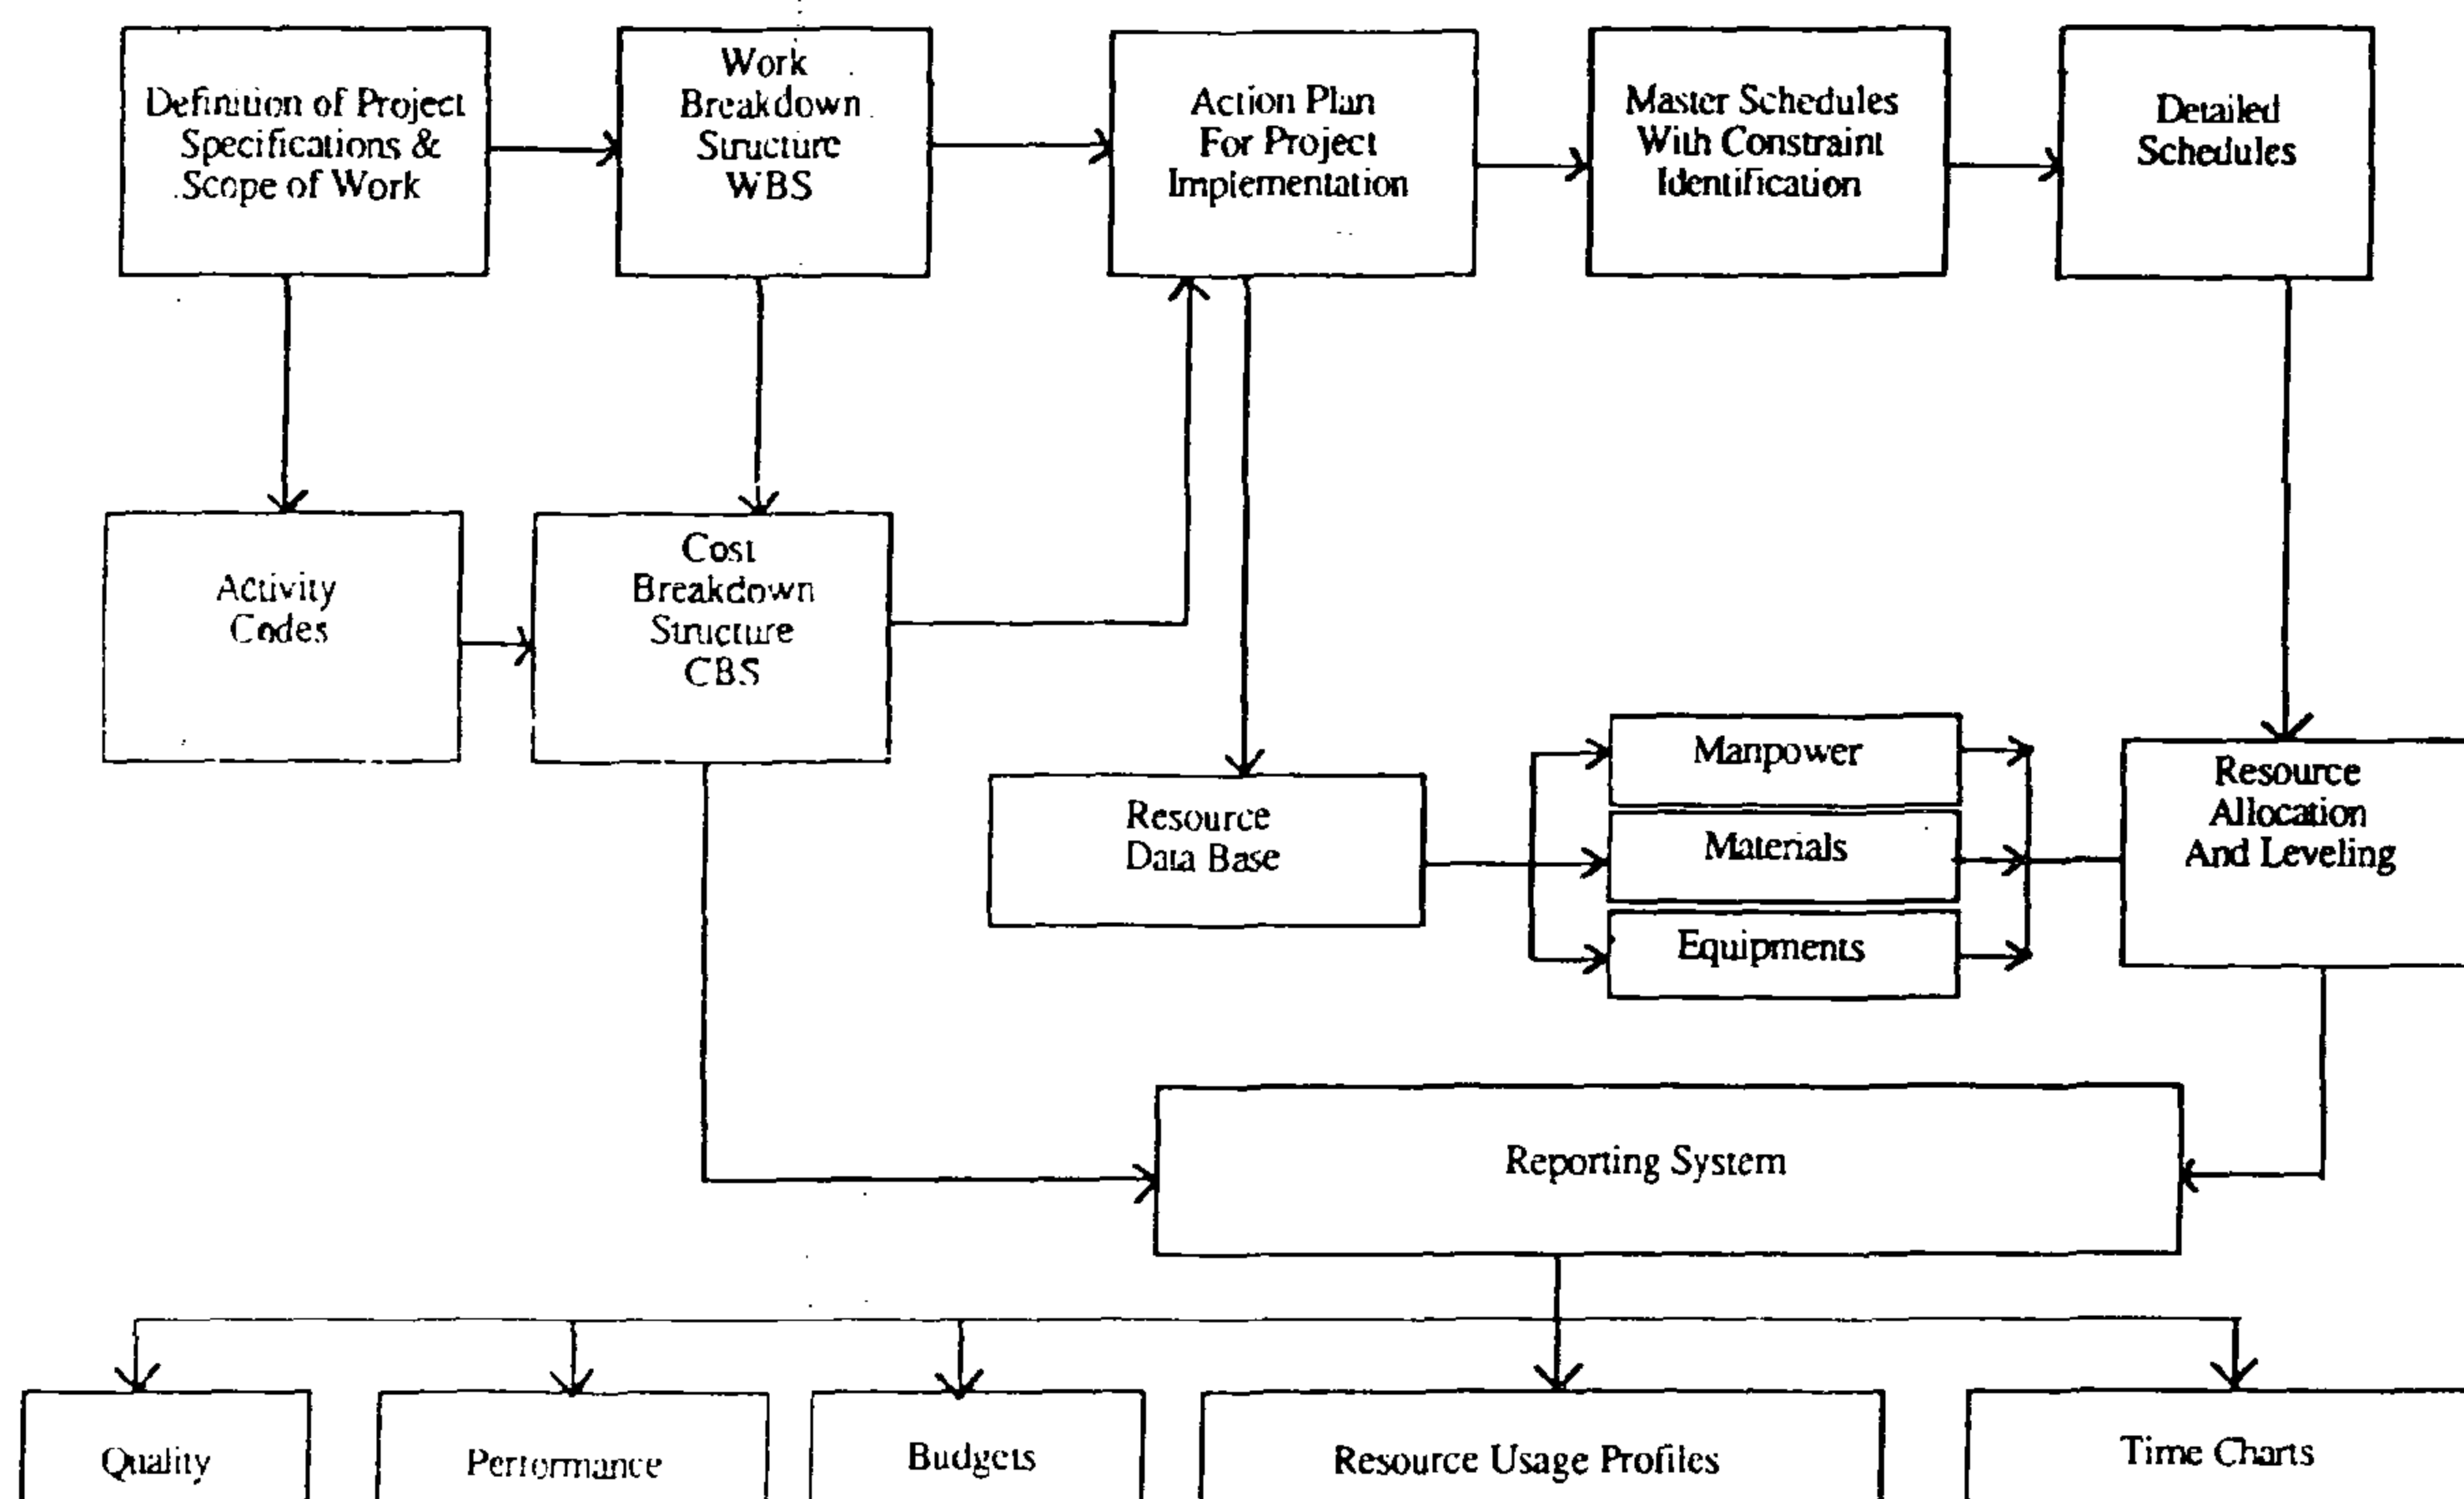 Definition of Project
Specifications &
Scope of Work
Work
Breakdown
Structure
WBS
Action Plan
For Project
Implementation
Master Schedules
With Constraint
Identification
Detailed
Schedules
Activity
Codes
Cost
Breakdown
Structure
CBS
Resource
Data Base
Manpower
Materials
Equipments
Resource
Allocation
And Leveling
Reporting System
Quality
Performance
Budgets
Resource Usage Profiles
Time Charts